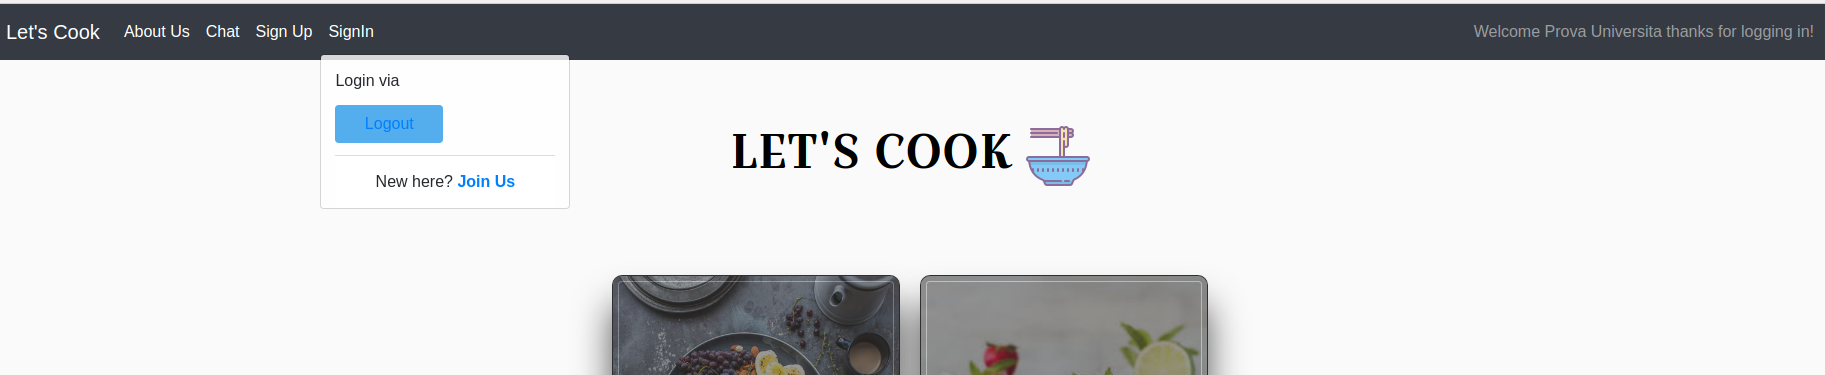 Let's Cook About Us Chat Sign Up SignIn Welcome Prova Universita thanks for logging in!
Login via
Logout
New here? Join Us
LET'S COOK